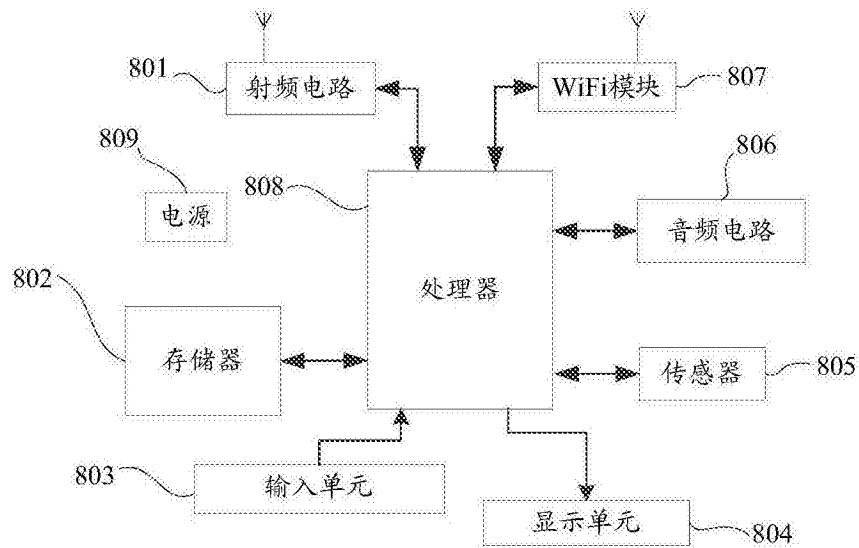 801
射频电路
WiFi模块
807
809
电源
808
806
音频电路
处理器
802
存储器
传感器
805
803
输入单元
显示单元
804